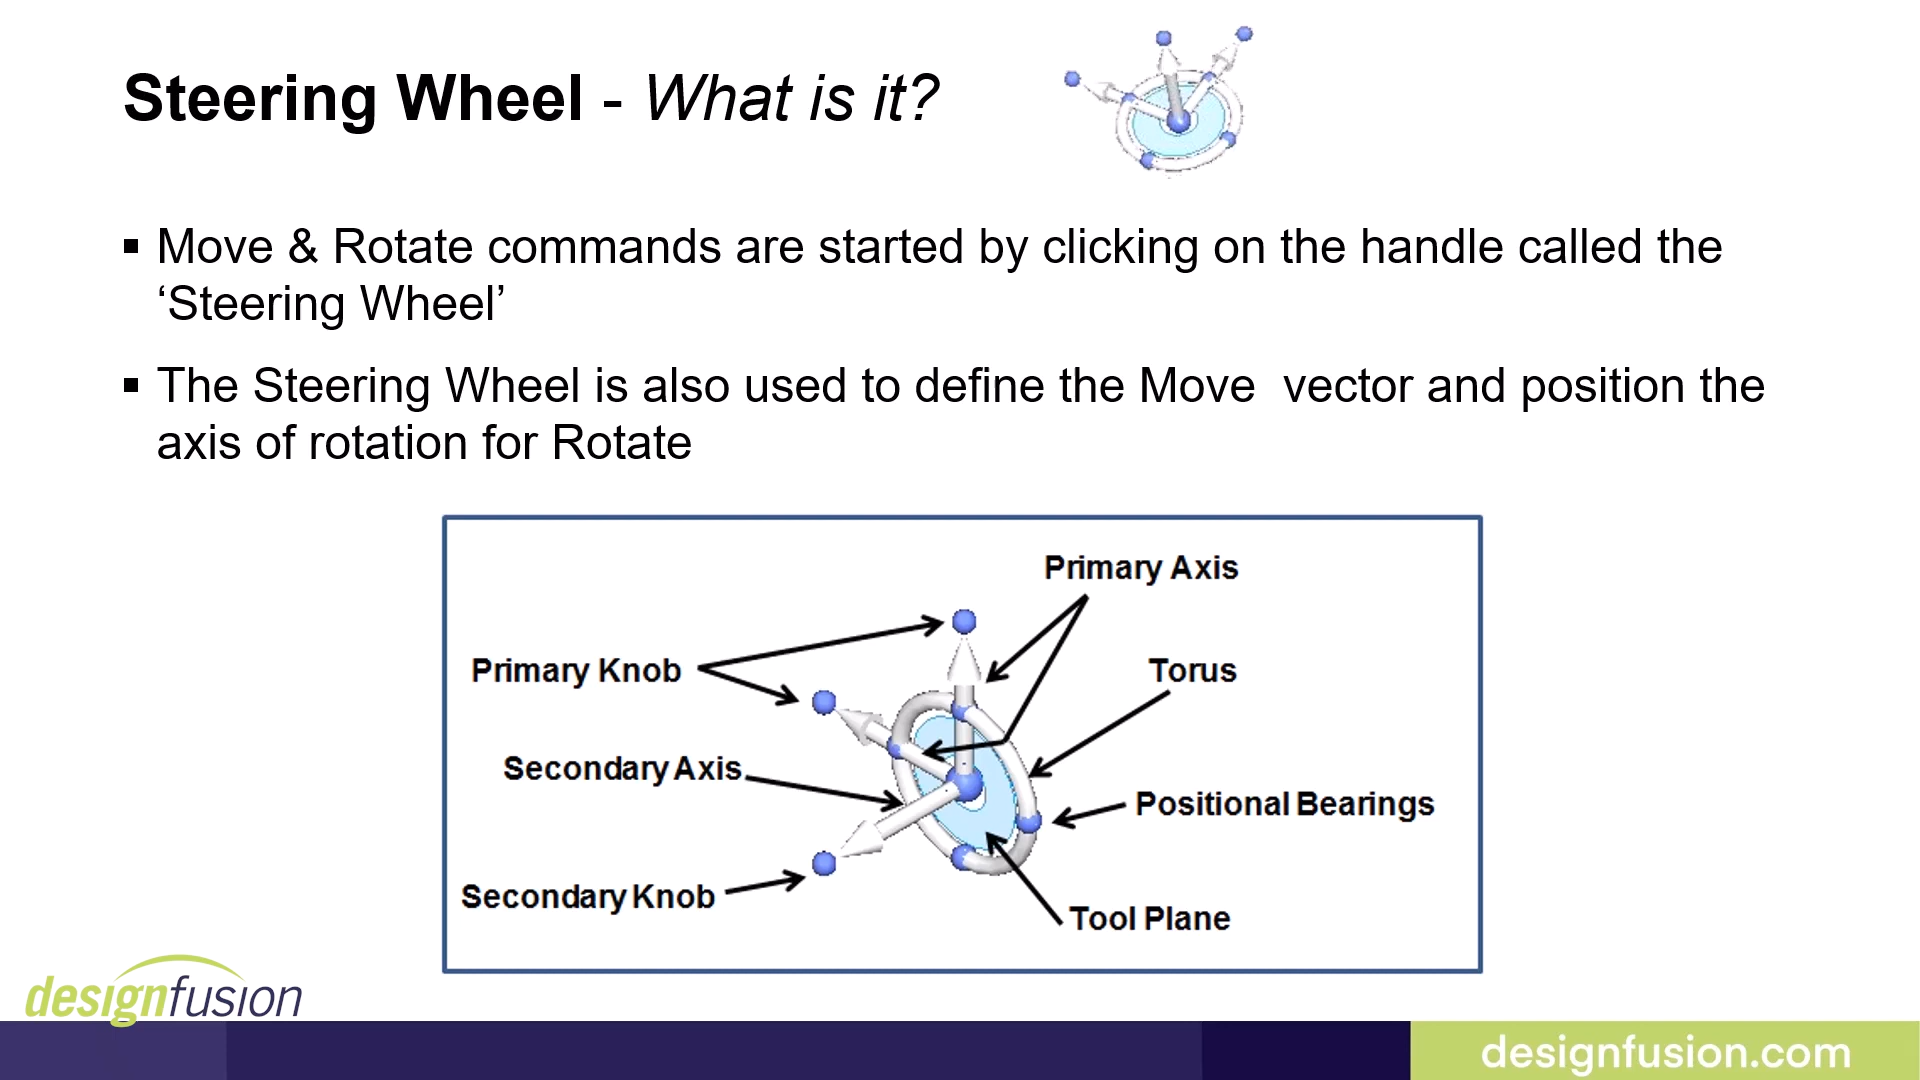 Steering Wheel - What is it?
▪ Move & Rotate commands are started by clicking on the handle called the
‘Steering Wheel’
▪ The Steering Wheel is also used to define the Move  vector and position the
axis of rotation for Rotate
Primary Axis
Primary Knob
Torus
Secondary Axis
Positional Bearings
Secondary Knob
Tool Plane
designfusion
designfusion.com